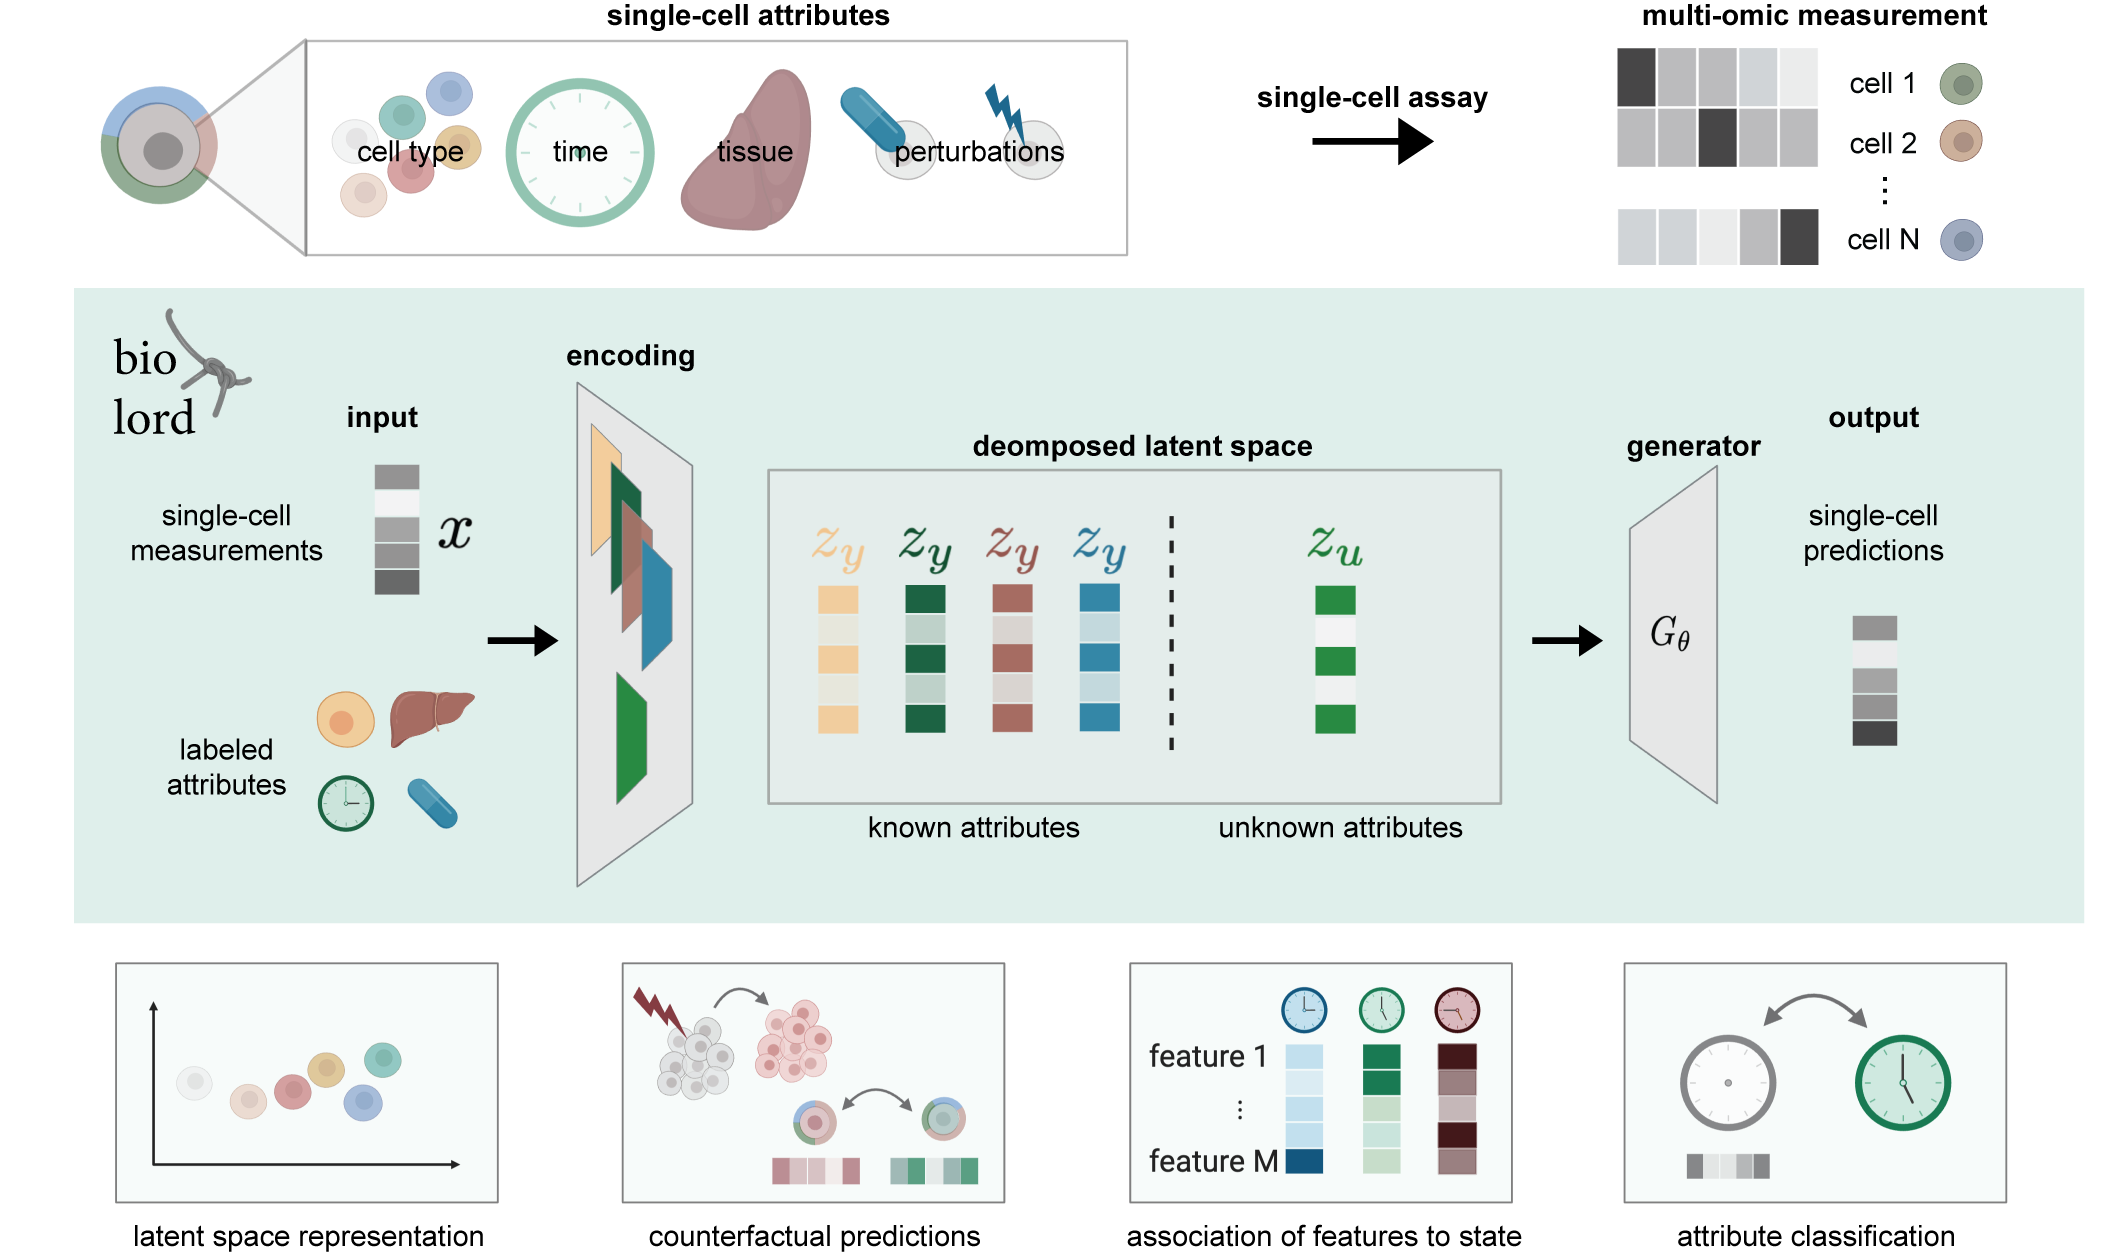 single-cell attributes
multi-omic measurement
cell type
time
tissue
perturbations
single-cell assay
cell 1
cell 2
⋮
cell N
bio
lord
input
encoding
deomposed latent space
generator
output
single-cell
measurements
x
labeled
attributes
z_y z_y z_y z_y z_u
known attributes
unknown attributes
G_θ
single-cell
predictions
latent space representation
counterfactual predictions
feature 1
⋮
feature M
association of features to state
attribute classification